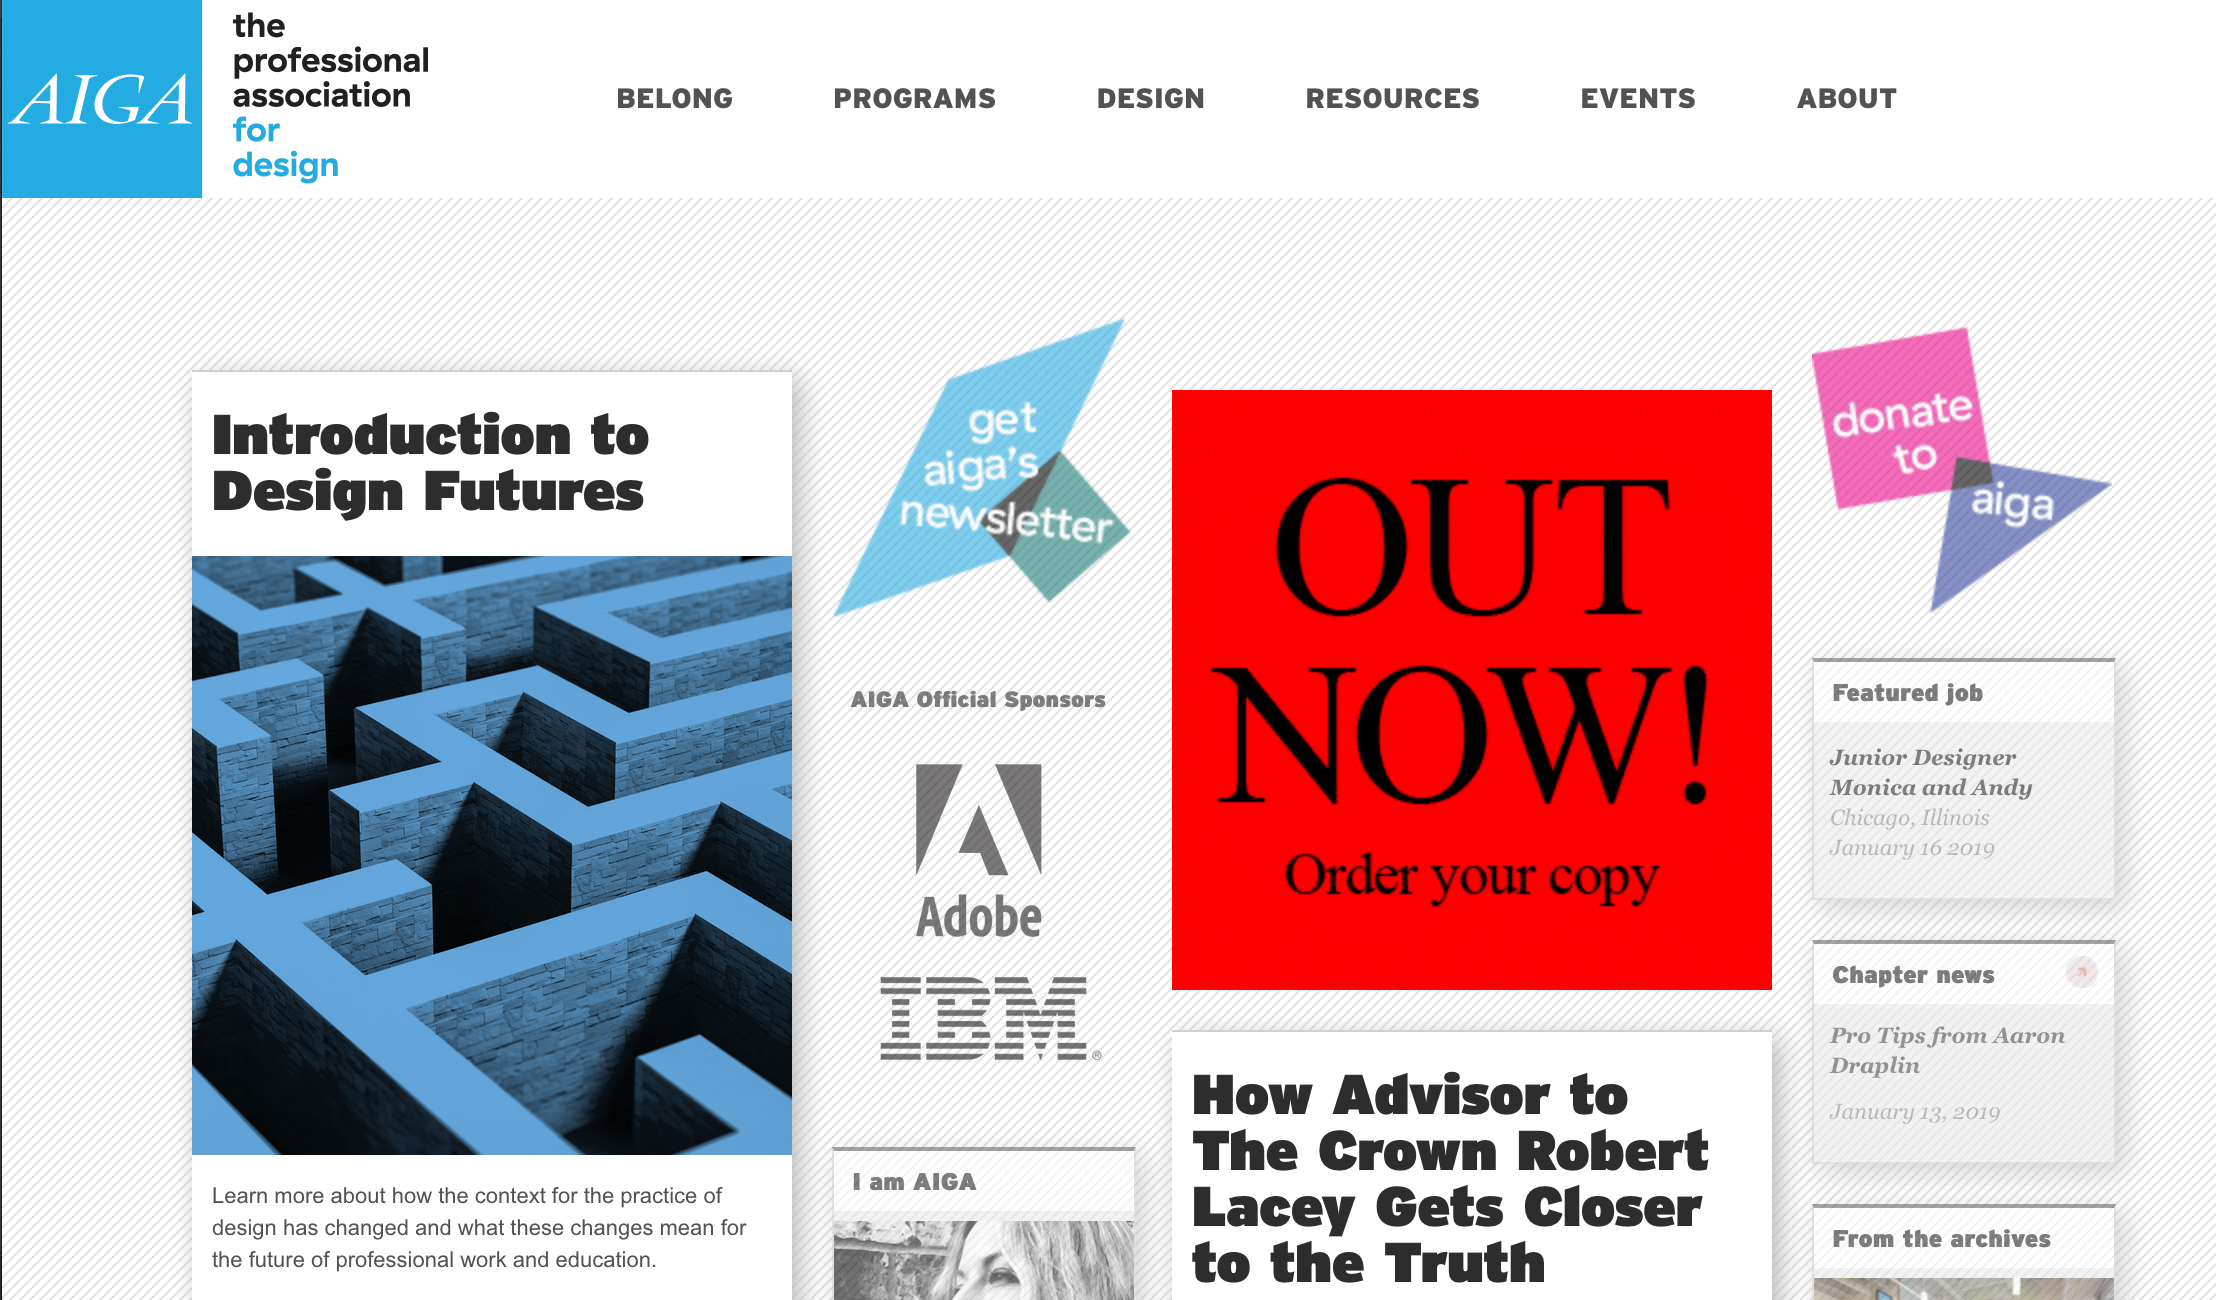 AIGA
the
professional
association
for
design
BELONG
PROGRAMS
DESIGN
RESOURCES
EVENTS
ABOUT
Introduction to
Design Futures
Learn more about how the context for the practice of
design has changed and what these changes mean for
the future of professional work and education.
get
aiga's
newsletter
AIGA Official Sponsors
Adobe
IBM®
I am AIGA
OUT
NOW!
Order your copy
How Advisor to
The Crown Robert
Lacey Gets Closer
to the Truth
donate
to
aiga
Featured job
Junior Designer
Monica and Andy
Chicago, Illinois
January 16 2019
Chapter news
Pro Tips from Aaron
Draplin
January 13, 2019
From the archives